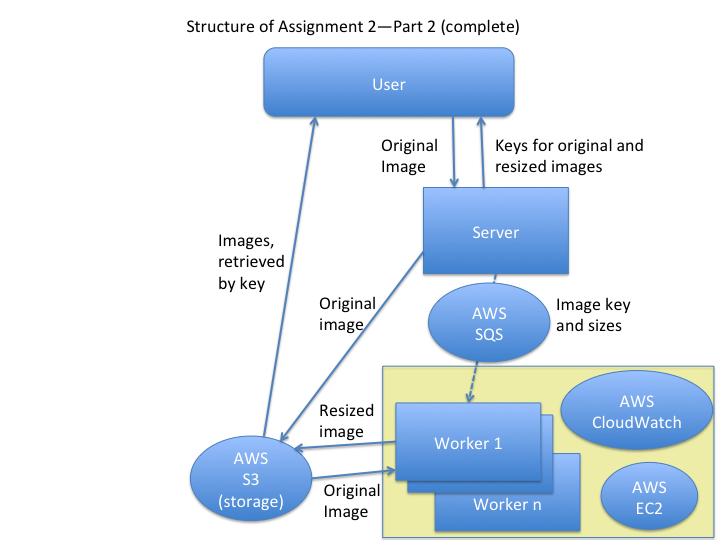 Structure of Assignment 2—Part 2 (complete)
User
Original
Image
Keys for original and
resized images
Server
Images,
retrieved
by key
Original
image
AWS
SQS
Image key
and sizes
AWS
CloudWatch
Resized
image
Worker 1
AWS
S3
(storage)
Original
Image
Worker n
AWS
EC2